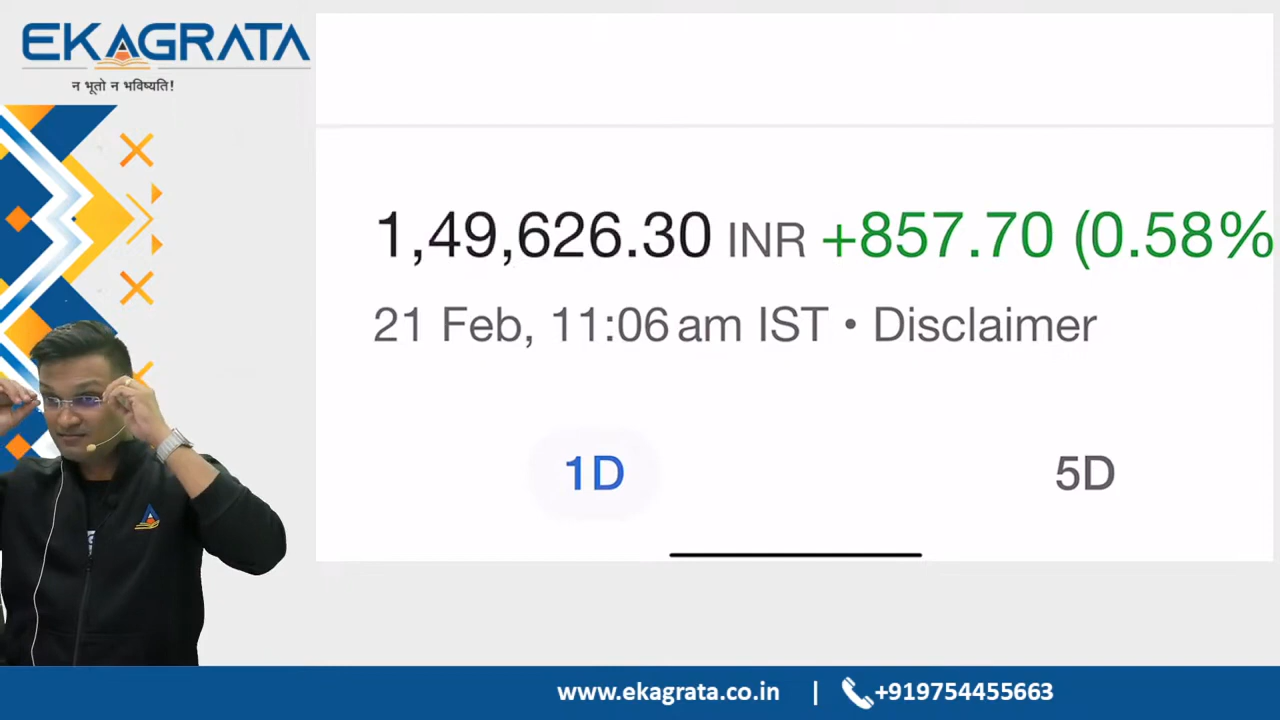 EKAGRATA
न भूतो न भविष्यति!
1,49,626.30 INR +857.70 (0.58%
21 Feb, 11:06 am IST • Disclaimer
1D 5D
www.ekagrata.co.in | +919754455663